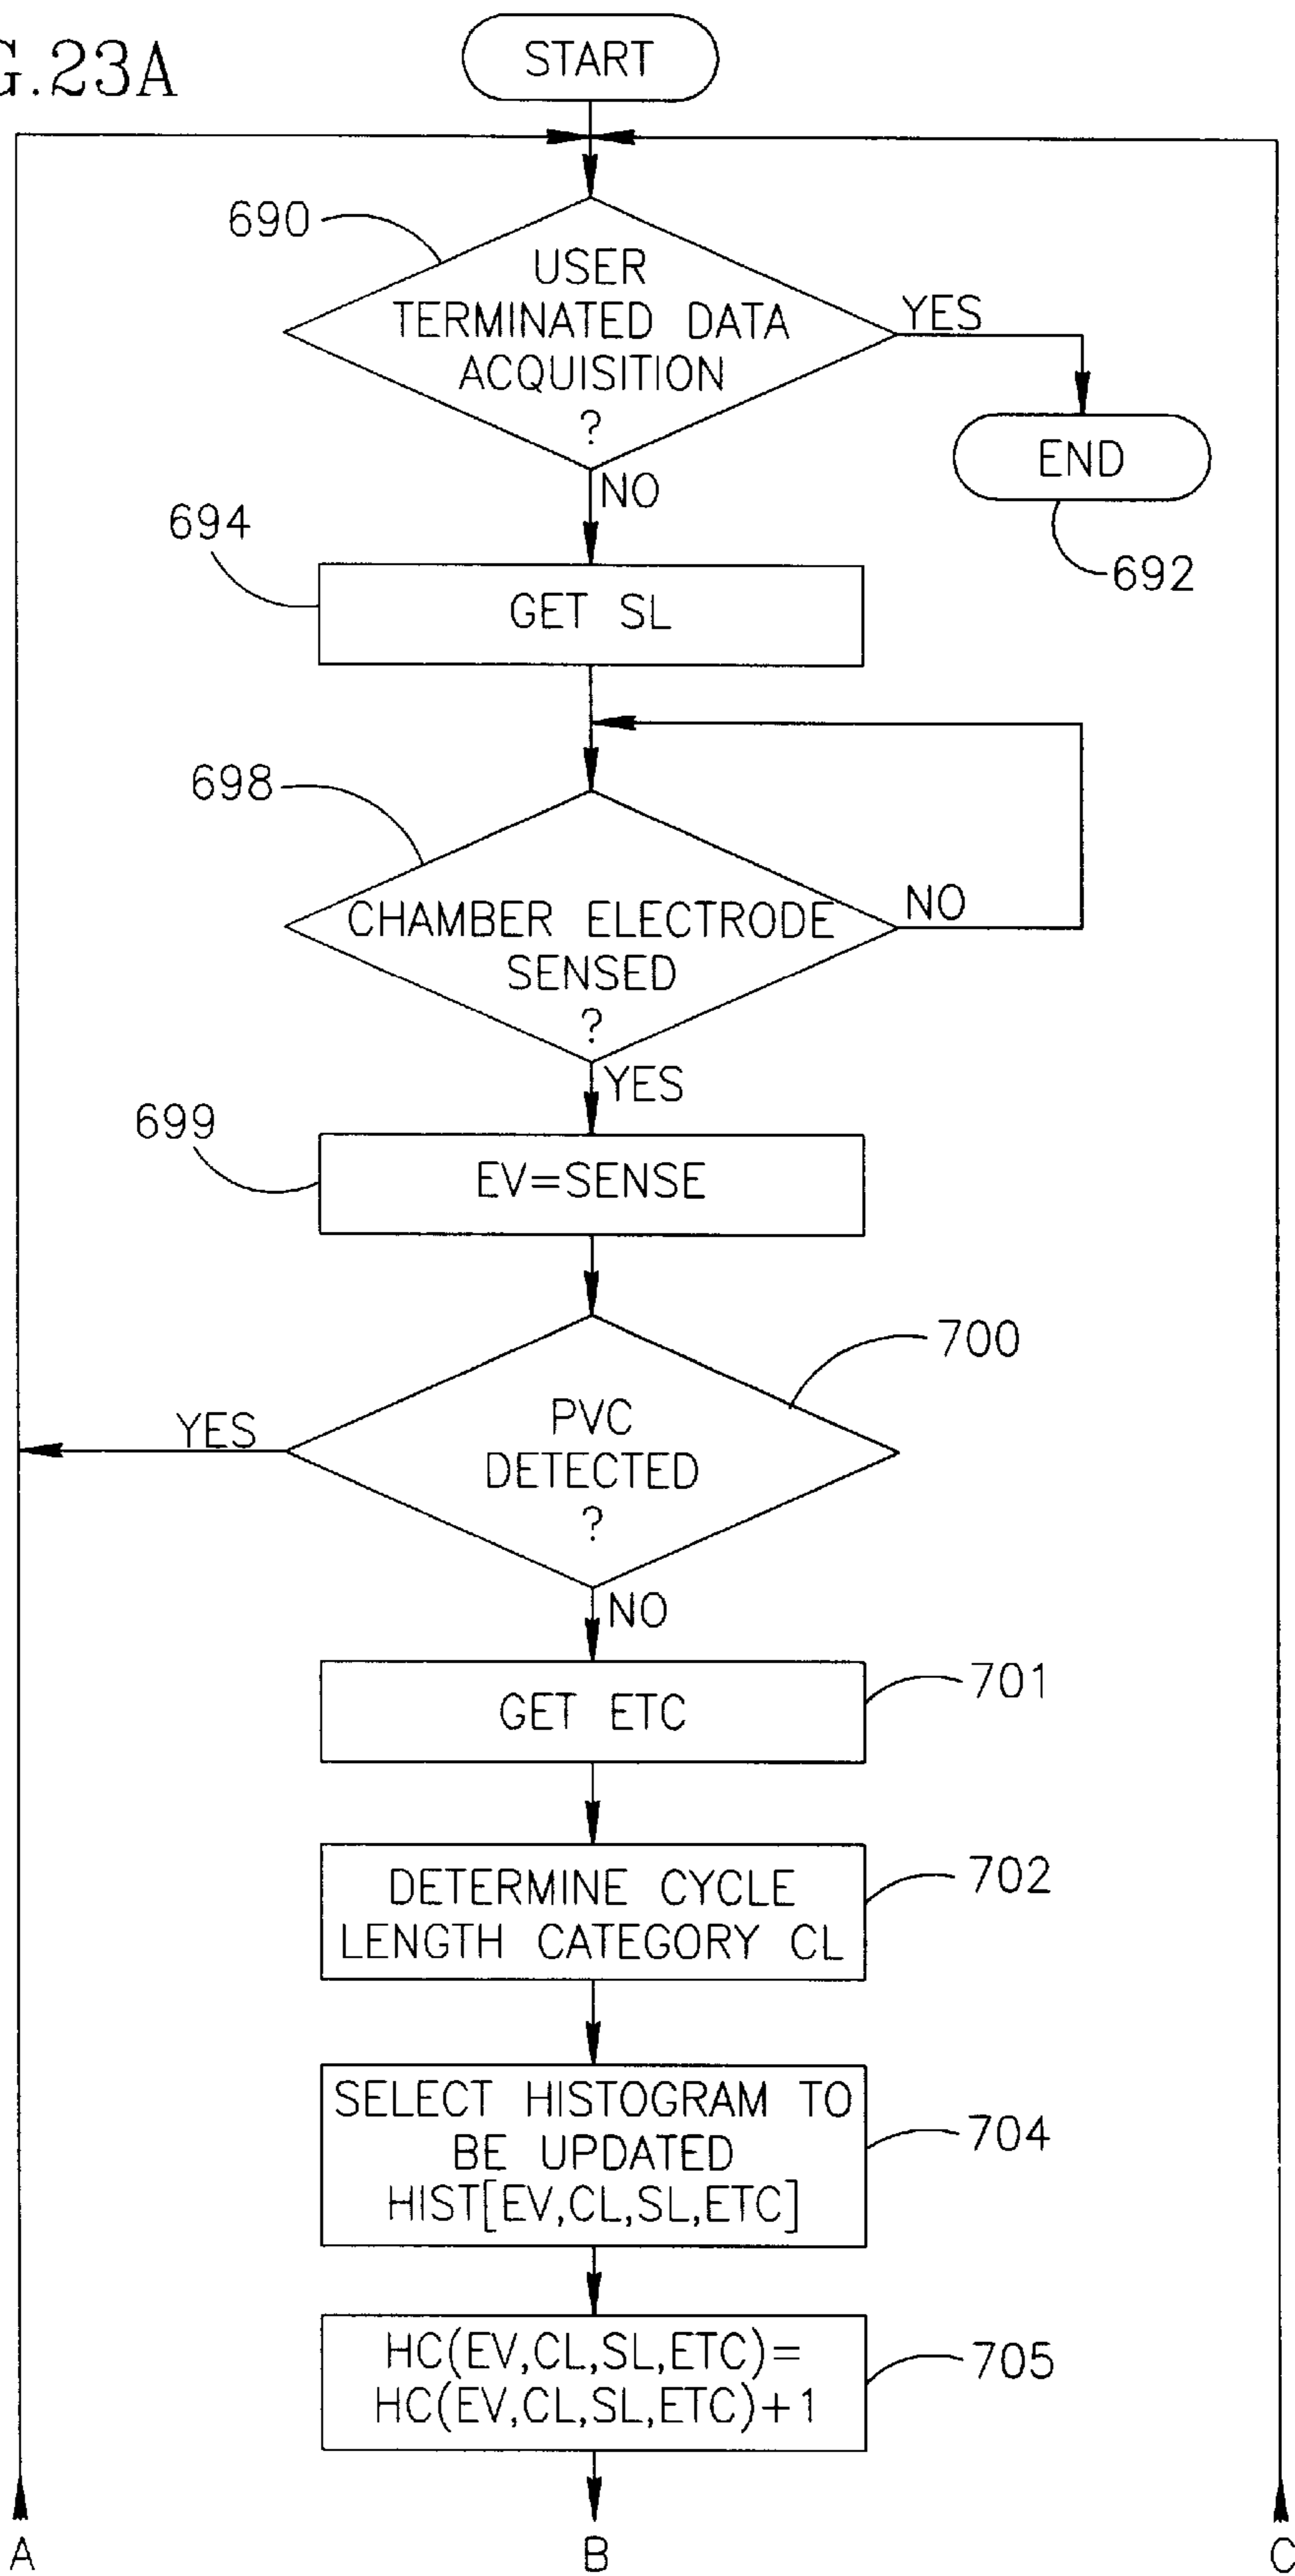 G.23A
START
690
USER
TERMINATED DATA
ACQUISITION
?
YES
END
692
NO
694
GET SL
698
CHAMBER ELECTRODE
SENSED
?
NO
YES
699
EV=SENSE
700
PVC
DETECTED
?
YES
NO
GET ETC
701
DETERMINE CYCLE
LENGTH CATEGORY CL
702
SELECT HISTOGRAM TO
BE UPDATED
HIST[EV,CL,SL,ETC]
704
HC(EV,CL,SL,ETC)=
HC(EV,CL,SL,ETC)+1
705
A
B
C